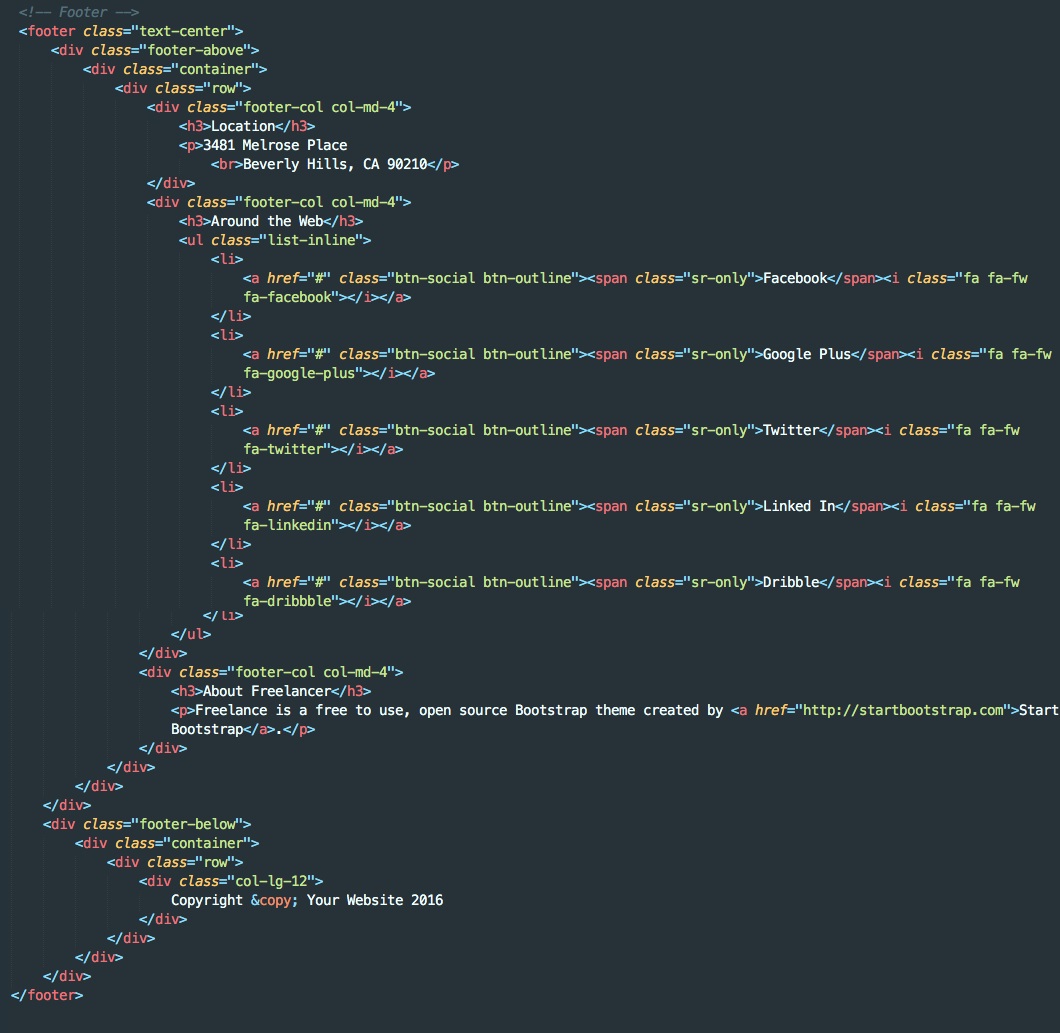 <!-- Footer -->
<footer class="text-center">
<div class="footer-above">
<div class="container">
<div class="row">
<div class="footer-col col-md-4">
<h3>Location</h3>
<p>3481 Melrose Place
<br>Beverly Hills, CA 90210</p>
</div>
<div class="footer-col col-md-4">
<h3>Around the Web</h3>
<ul class="list-inline">
<li>
<a href="#" class="btn-social btn-outline"><span class="sr-only">Facebook</span><i class="fa fa-fw
fa-facebook"></i></a>
</li>
<li>
<a href="#" class="btn-social btn-outline"><span class="sr-only">Google Plus</span><i class="fa fa-fw
fa-google-plus"></i></a>
</li>
<li>
<a href="#" class="btn-social btn-outline"><span class="sr-only">Twitter</span><i class="fa fa-fw
fa-twitter"></i></a>
</li>
<li>
<a href="#" class="btn-social btn-outline"><span class="sr-only">Linked In</span><i class="fa fa-fw
fa-linkedin"></i></a>
</li>
<li>
<a href="#" class="btn-social btn-outline"><span class="sr-only">Dribble</span><i class="fa fa-fw
fa-dribbble"></i></a>
</li>
</ul>
</div>
<div class="footer-col col-md-4">
<h3>About Freelancer</h3>
<p>Freelance is a free to use, open source Bootstrap theme created by <a href="http://startbootstrap.com">Start
Bootstrap</a>.</p>
</div>
</div>
</div>
</div>
<div class="footer-below">
<div class="container">
<div class="row">
<div class="col-lg-12">
Copyright &copy; Your Website 2016
</div>
</div>
</div>
</div>
</footer>